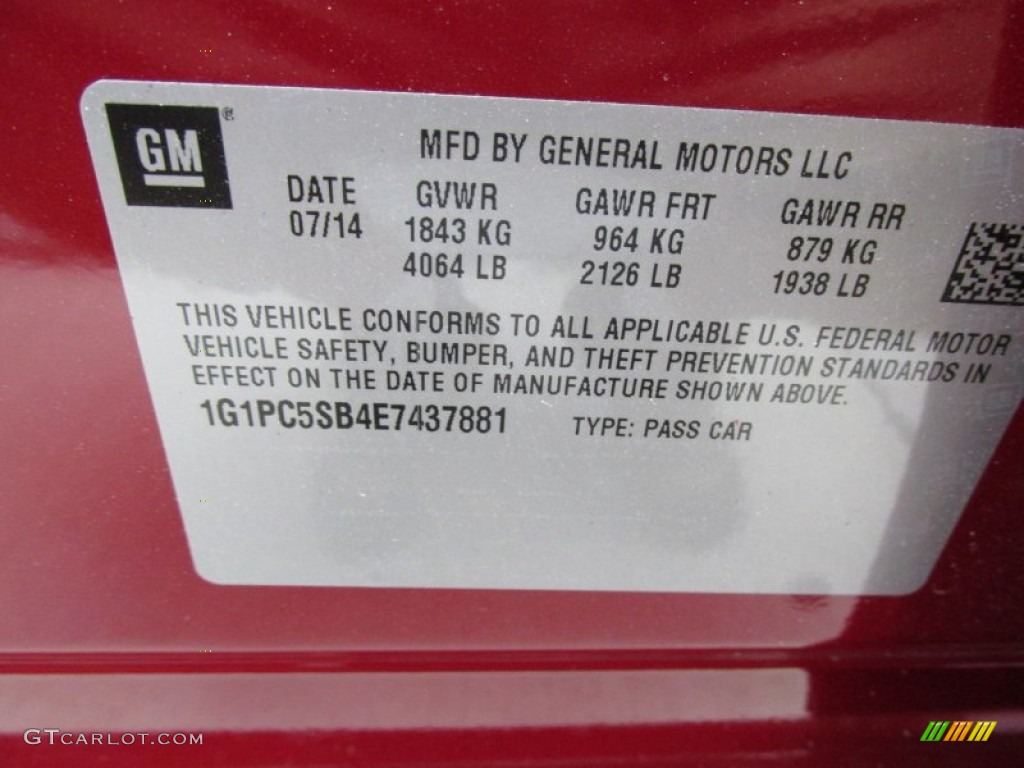 GM ®
MFD BY GENERAL MOTORS LLC
DATE GVWR GAWR FRT GAWR RR
07/14 1843 KG 964 KG 879 KG
4064 LB 2126 LB 1938 LB
THIS VEHICLE CONFORMS TO ALL APPLICABLE U.S. FEDERAL MOTOR
VEHICLE SAFETY, BUMPER, AND THEFT PREVENTION STANDARDS IN
EFFECT ON THE DATE OF MANUFACTURE SHOWN ABOVE.
1G1PC5SB4E7437881 TYPE: PASS CAR
GTCARLOT.COM